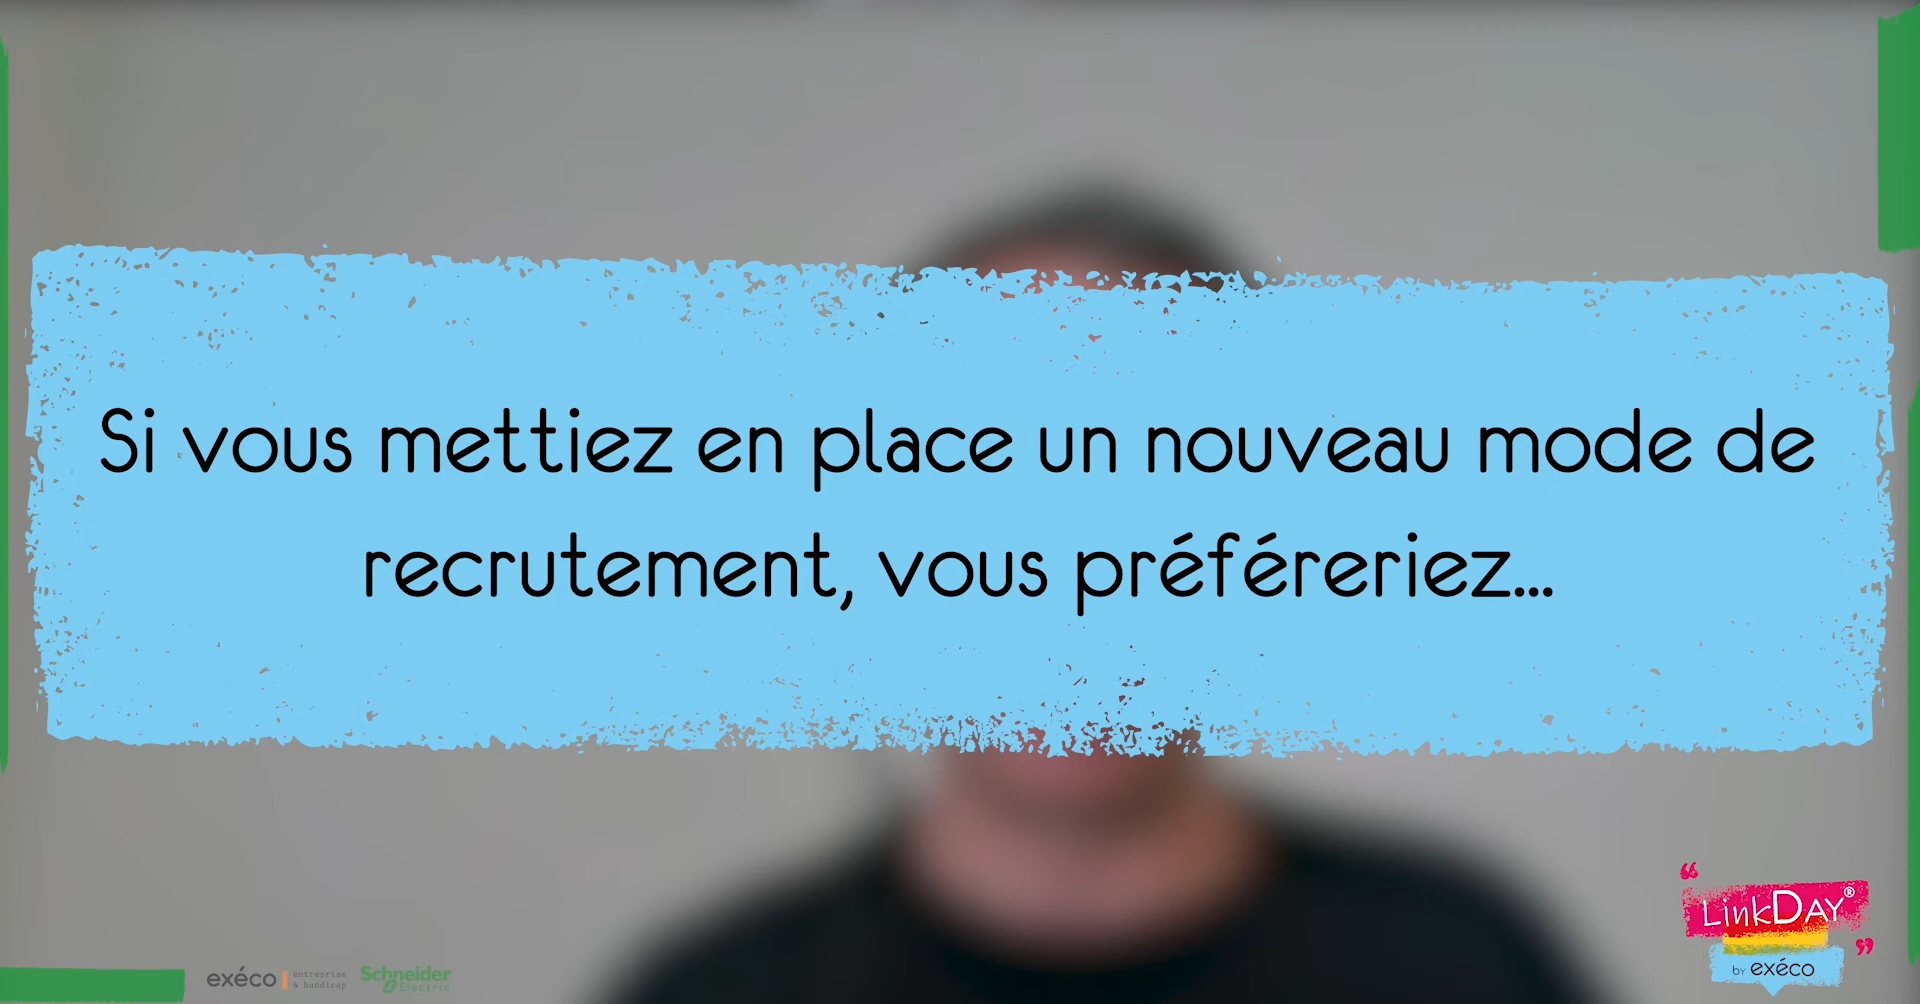 Si vous mettiez en place un nouveau mode de
recrutement, vous préféreriez...
“
LinkDAY®
”
by exéco
exéco
entreprise
& handicap
Schneider
Electric